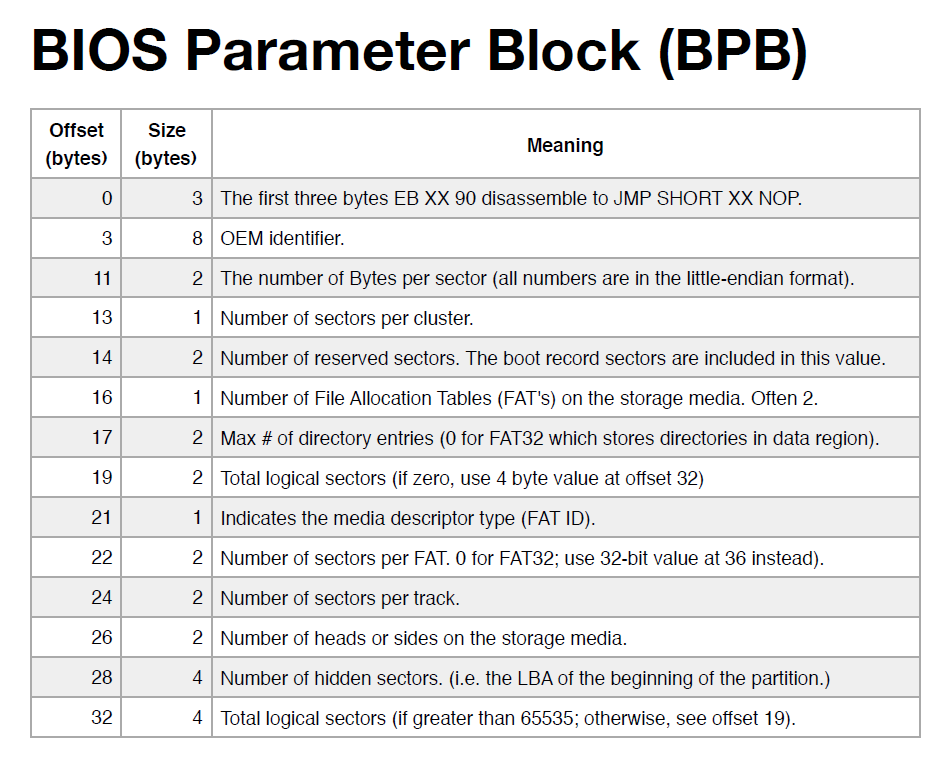 BIOS Parameter Block (BPB)
Offset (bytes) Size (bytes) Meaning
0 3 The first three bytes EB XX 90 disassemble to JMP SHORT XX NOP.
3 8 OEM identifier.
11 2 The number of Bytes per sector (all numbers are in the little-endian format).
13 1 Number of sectors per cluster.
14 2 Number of reserved sectors. The boot record sectors are included in this value.
16 1 Number of File Allocation Tables (FAT's) on the storage media. Often 2.
17 2 Max # of directory entries (0 for FAT32 which stores directories in data region).
19 2 Total logical sectors (if zero, use 4 byte value at offset 32)
21 1 Indicates the media descriptor type (FAT ID).
22 2 Number of sectors per FAT. 0 for FAT32; use 32-bit value at 36 instead).
24 2 Number of sectors per track.
26 2 Number of heads or sides on the storage media.
28 4 Number of hidden sectors. (i.e. the LBA of the beginning of the partition.)
32 4 Total logical sectors (if greater than 65535; otherwise, see offset 19).